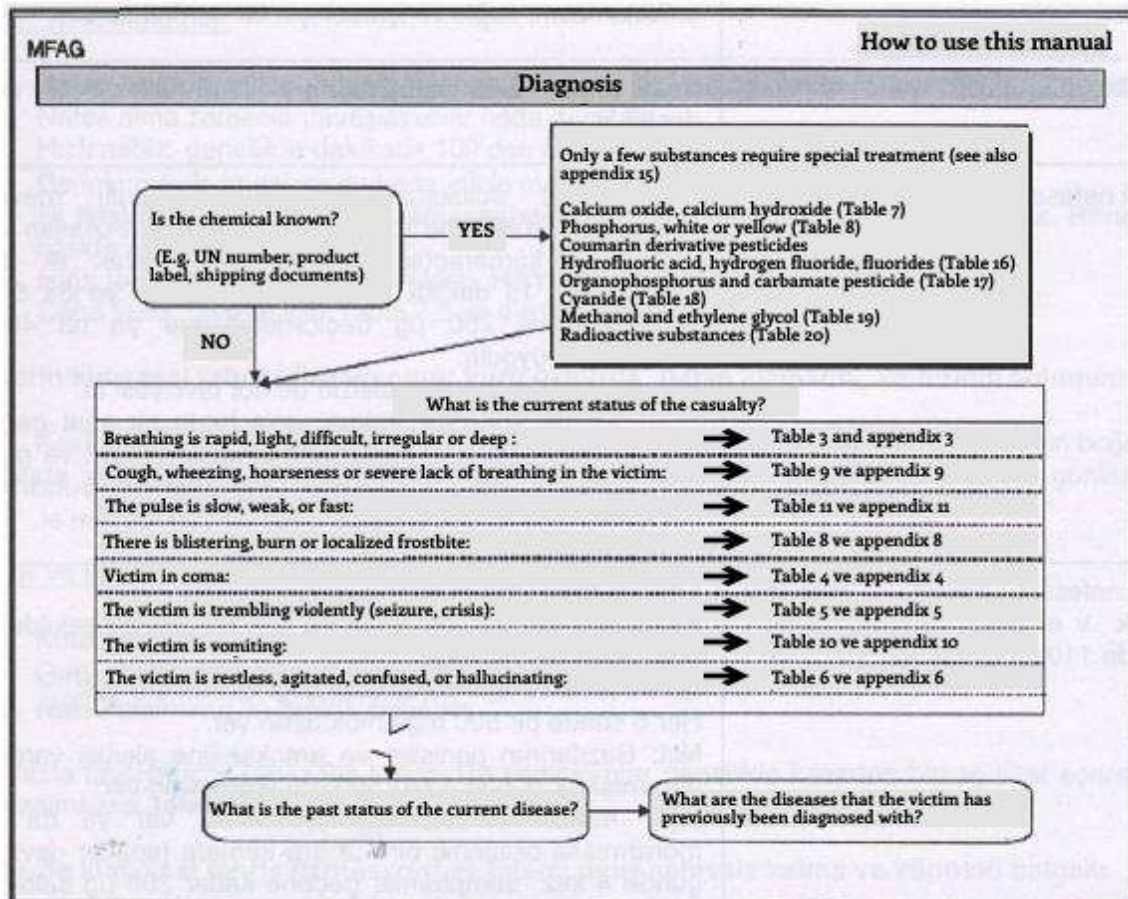 MFAG
How to use this manual
Diagnosis
Is the chemical known?
(E.g. UN number, product
label, shipping documents)
YES
NO
Only a few substances require special treatment (see also
appendix 15)
Calcium oxide, calcium hydroxide (Table 7)
Phosphorus, white or yellow (Table 8)
Coumarin derivative pesticides
Hydrofluoric acid, hydrogen fluoride, fluorides (Table 16)
Organophosphorus and carbamate pesticide (Table 17)
Cyanide (Table 18)
Methanol and ethylene glycol (Table 19)
Radioactive substances (Table 20)
What is the current status of the casualty?
Breathing is rapid, light, difficult, irregular or deep : Table 3 and appendix 3
Cough, wheezing, hoarseness or severe lack of breathing in the victim: Table 9 ve appendix 9
The pulse is slow, weak, or fast: Table 11 ve appendix 11
There is blistering, burn or localized frostbite: Table 8 ve appendix 8
Victim in coma: Table 4 ve appendix 4
The victim is trembling violently (seizure, crisis): Table 5 ve appendix 5
The victim is vomiting: Table 10 ve appendix 10
The victim is restless, agitated, confused, or hallucinating: Table 6 ve appendix 6
What is the past status of the current disease?
What are the diseases that the victim has
previously been diagnosed with?